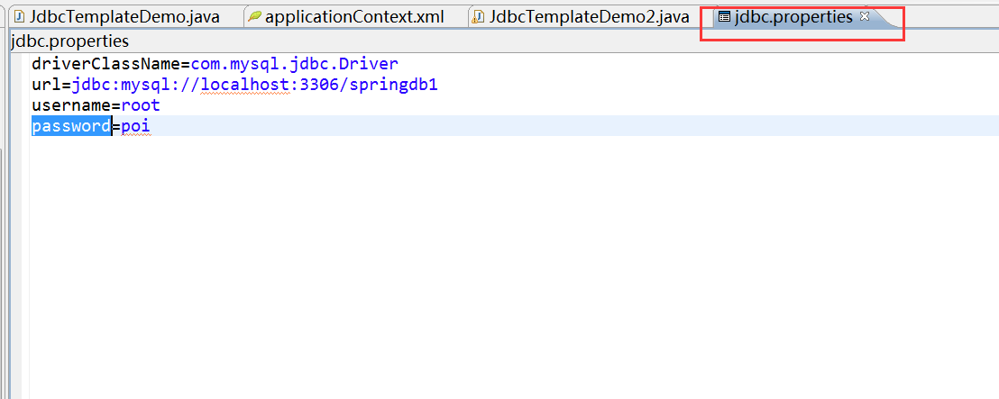 JdbcTemplateDemo.java applicationContext.xml JdbcTemplateDemo2.java jdbc.properties
jdbc.properties
driverClassName=com.mysql.jdbc.Driver
url=jdbc:mysql://localhost:3306/springdb1
username=root
password=poi